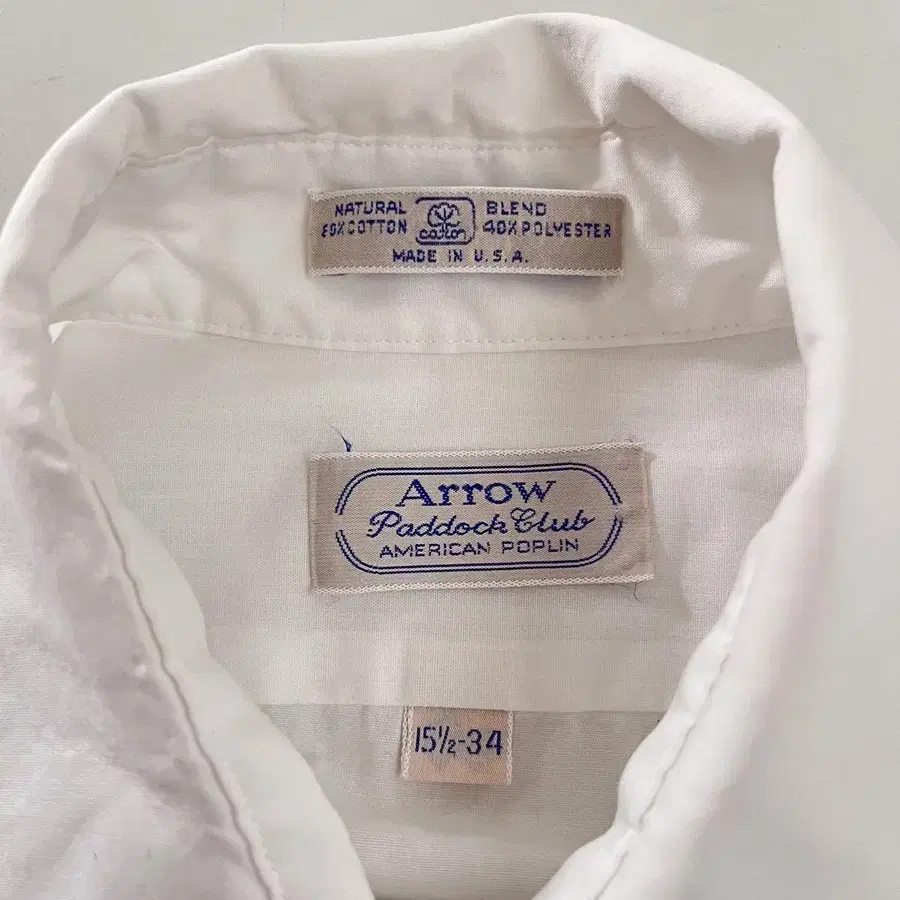 NATURAL BLEND
60% COTTON cotton 40% POLYESTER
MADE IN U.S.A.
Arrow
Paddock Club
AMERICAN POPLIN
15½-34